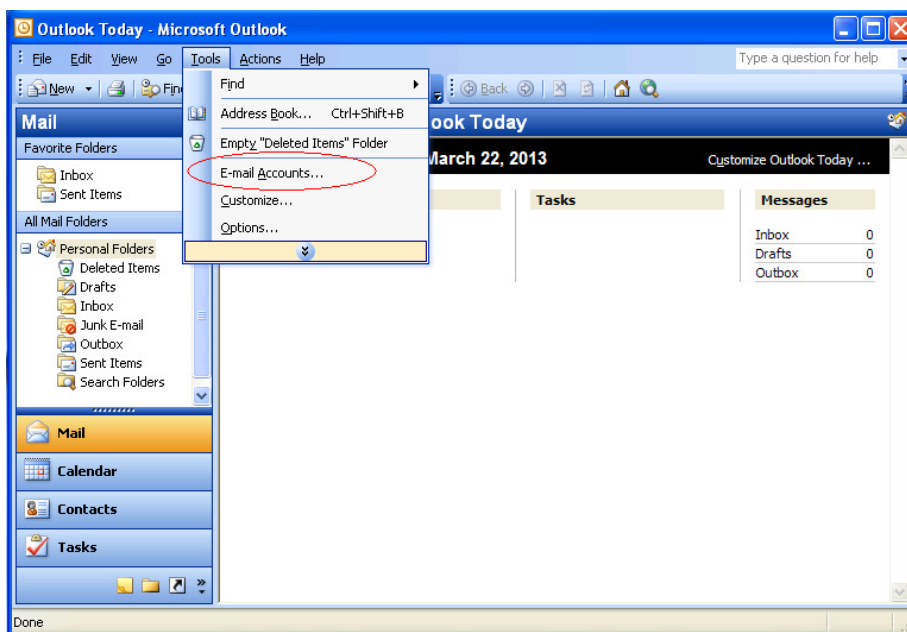 Outlook Today - Microsoft Outlook
File Edit View Go Tools Actions Help
Type a question for help
New
Back
Find
Address Book... Ctrl+Shift+B
Empty "Deleted Items" Folder
E-mail Accounts...
Customize...
Options...
Mail
ook Today
Favorite Folders
Inbox
Sent Items
All Mail Folders
Personal Folders
Deleted Items
Drafts
Inbox
Junk E-mail
Outbox
Sent Items
Search Folders
March 22, 2013
Customize Outlook Today ...
Tasks
Messages
Inbox 0
Drafts 0
Outbox 0
Mail
Calendar
Contacts
Tasks
Done